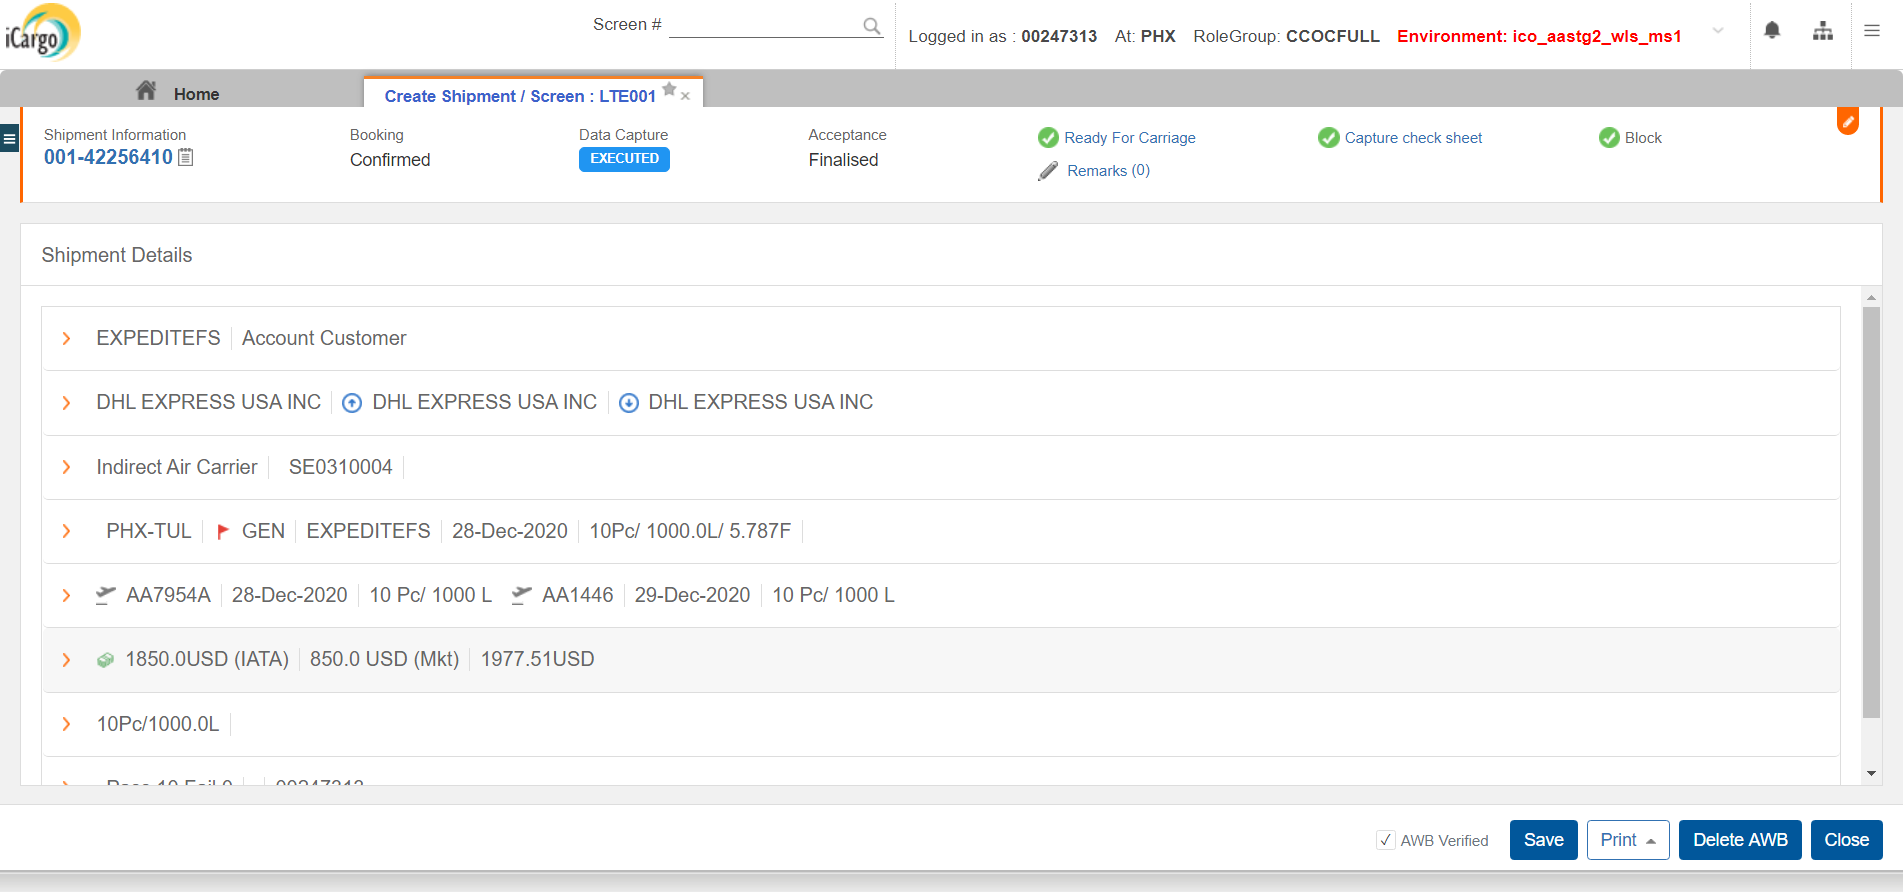 iCargo
Screen #
Logged in as : 00247313 At: PHX RoleGroup: CCOCFULL Environment: ico_aastg2_wls_ms1
Home
Create Shipment / Screen : LTE001
Shipment Information
001-42256410
Booking
Confirmed
Data Capture
EXECUTED
Acceptance
Finalised
Ready For Carriage
Capture check sheet
Block
Remarks (0)
Shipment Details
EXPEDITEFS Account Customer
DHL EXPRESS USA INC DHL EXPRESS USA INC DHL EXPRESS USA INC
Indirect Air Carrier SE0310004
PHX-TUL GEN EXPEDITEFS 28-Dec-2020 10Pc/ 1000.0L/ 5.787F
AA7954A 28-Dec-2020 10 Pc/ 1000 L AA1446 29-Dec-2020 10 Pc/ 1000 L
1850.0USD (IATA) 850.0 USD (Mkt) 1977.51USD
10Pc/1000.0L
Pass 10 Fail 0 00247313
AWB Verified
Save
Print
Delete AWB
Close